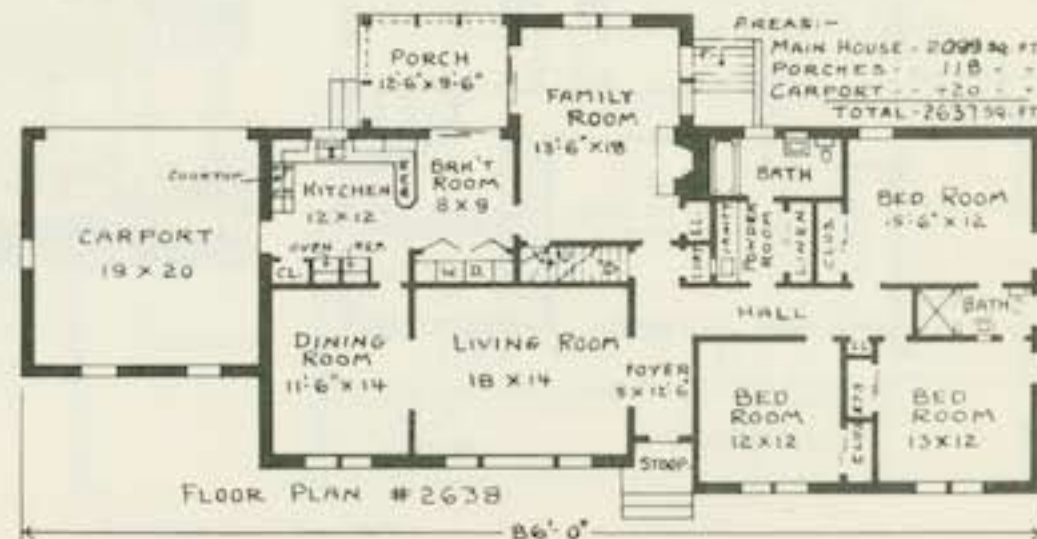 AREAS:-
MAIN HOUSE - 2099 SQ. FT
PORCHES - - 118 - -
CARPORT - - 420 - -
TOTAL - 2637 SQ. FT
PORCH
12'-6" X 9'-6"
FAMILY
ROOM
13'-6" X 18
COOKTOP
KITCHEN
12 X 12
BRK'T
ROOM
8 X 9
BATH
BED ROOM
15'-6" X 12
CARPORT
19 X 20
OVEN REF.
CL.
W. D.
POWDER
ROOM
LINEN
CLOS.
HALL
BATH
DINING
ROOM
11'-6" X 14
LIVING ROOM
18 X 14
FOYER
12'-6"
CL
BED
ROOM
12 X 12
CLOS
BED
ROOM
13 X 12
STOOP
FLOOR PLAN #2638
86'-0"